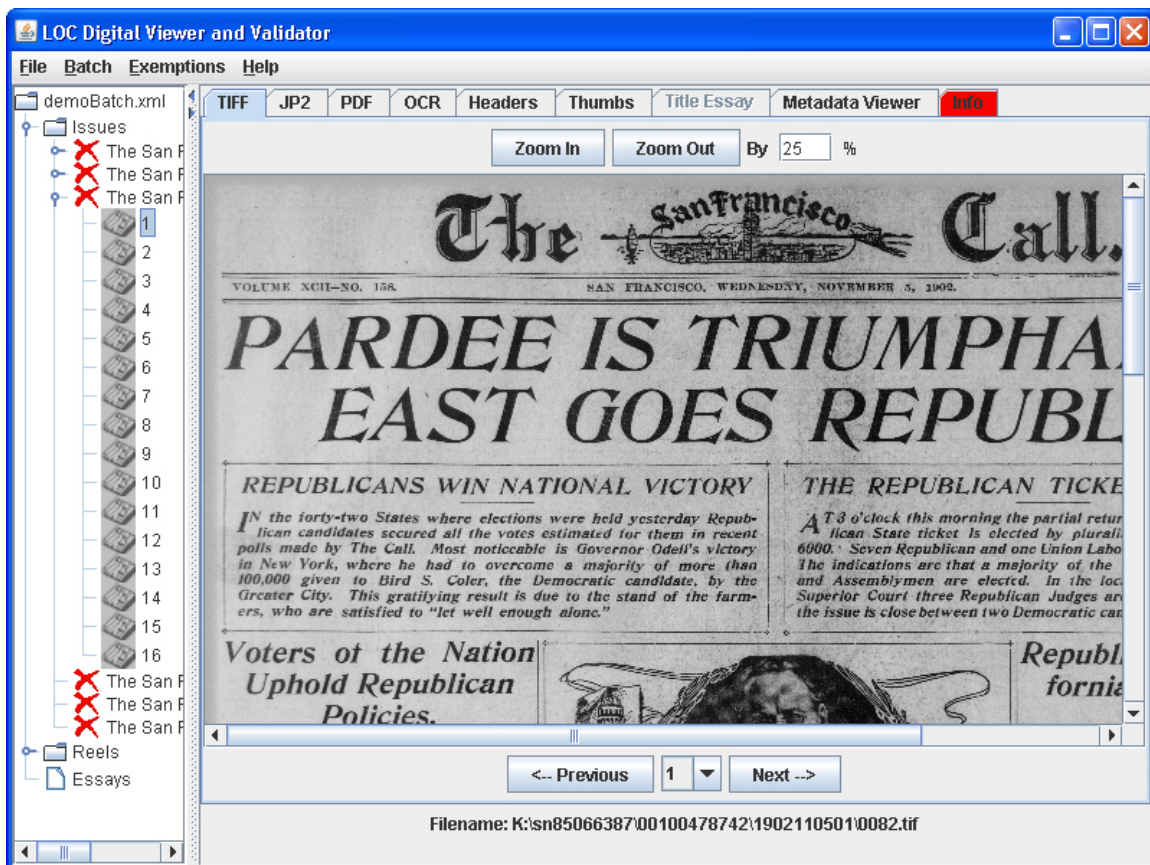 LOC Digital Viewer and Validator
File Batch Exemptions Help
demoBatch.xml
Issues
The San F
The San F
The San F
1
2
3
4
5
6
7
8
9
10
11
12
13
14
15
16
The San F
The San F
The San F
Reels
Essays
TIFF JP2 PDF OCR Headers Thumbs Title Essay Metadata Viewer Info
Zoom In Zoom Out By 25 %
The San Francisco Call.
VOLUME XCII—NO. 158. SAN FRANCISCO, WEDNESDAY, NOVEMBER 5, 1902.
PARDEE IS TRIUMPHA
EAST GOES REPUBL
REPUBLICANS WIN NATIONAL VICTORY
IN the forty-two States where elections were held yesterday Repub-
lican candidates secured all the votes estimated for them in recent
polls made by The Call. Most noticeable is Governor Odell's victory
in New York, where he had to overcome a majority of more than
100,000 given to Bird S. Coler, the Democratic candidate, by the
Greater City. This gratifying result is due to the stand of the farm-
ers, who are satisfied to "let well enough alone."
THE REPUBLICAN TICKE
AT 3 o'clock this morning the partial retur
lican State ticket is elected by plurali
6000. Seven Republican and one Union Labo
The indications are that a majority of the
and Assemblymen are elected. In the loc
Superior Court three Republican Judges ar
the issue is close between two Democratic can
Voters of the Nation
Uphold Republican
Policies.
Republ
fornia
<-- Previous 1 Next -->
Filename: K:\sn85066387\00100478742\1902110501\0082.tif